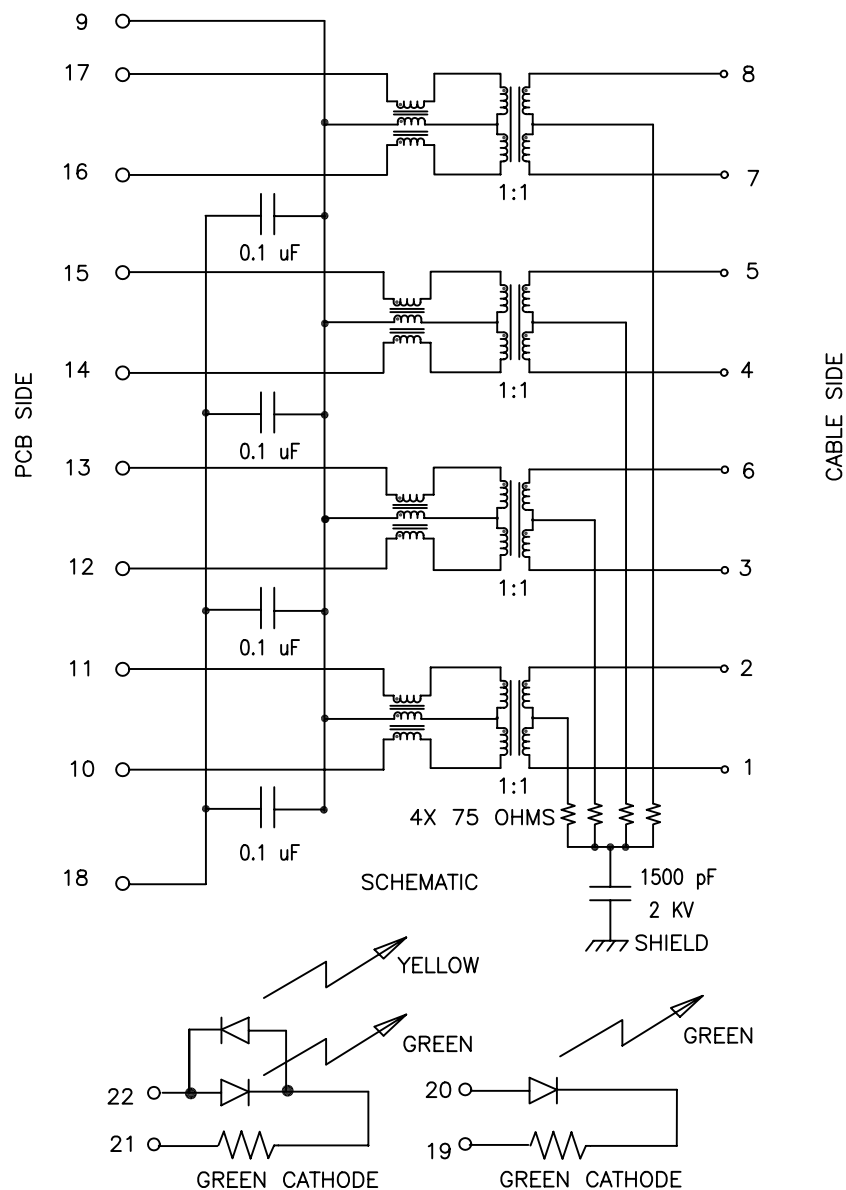 9
17
8
16
7
1:1
0.1 uF
15
5
14
4
1:1
PCB SIDE
CABLE SIDE
0.1 uF
13
6
12
3
1:1
0.1 uF
11
2
10
1
1:1
4X 75 OHMS
0.1 uF
18
SCHEMATIC
1500 pF
2 KV
SHIELD
YELLOW
GREEN
GREEN
22
20
21
19
GREEN CATHODE
GREEN CATHODE